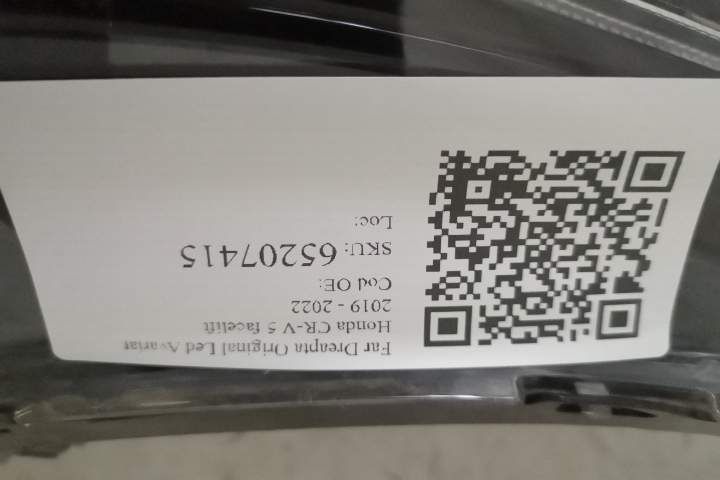 Far Dreapta Original Led Avariat
Honda CR-V 5 facelift
2019 - 2022
Cod OE:
SKU: 65207415
Loc: